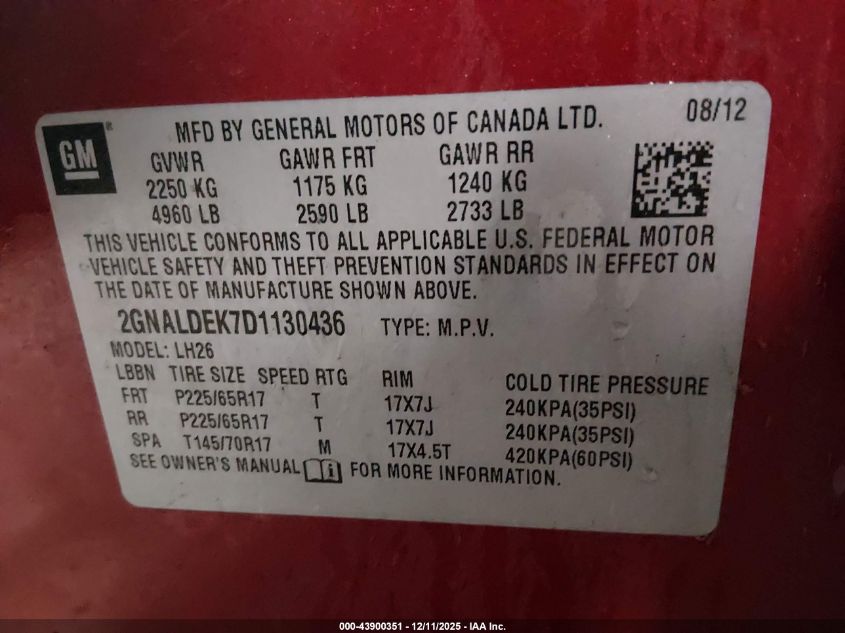 GM ® MFD BY GENERAL MOTORS OF CANADA LTD. 08/12
GVWR GAWR FRT GAWR RR
2250 KG 1175 KG 1240 KG
4960 LB 2590 LB 2733 LB
THIS VEHICLE CONFORMS TO ALL APPLICABLE U.S. FEDERAL MOTOR
VEHICLE SAFETY AND THEFT PREVENTION STANDARDS IN EFFECT ON
THE DATE OF MANUFACTURE SHOWN ABOVE.
2GNALDEK7D1130436 TYPE: M.P.V.
MODEL: LH26
LBBN TIRE SIZE SPEED RTG RIM COLD TIRE PRESSURE
FRT P225/65R17 T 17X7J 240KPA(35PSI)
RR P225/65R17 T 17X7J 240KPA(35PSI)
SPA T145/70R17 M 17X4.5T 420KPA(60PSI)
SEE OWNER'S MANUAL i FOR MORE INFORMATION.
000-43900351 - 12/11/2025 - IAA Inc.